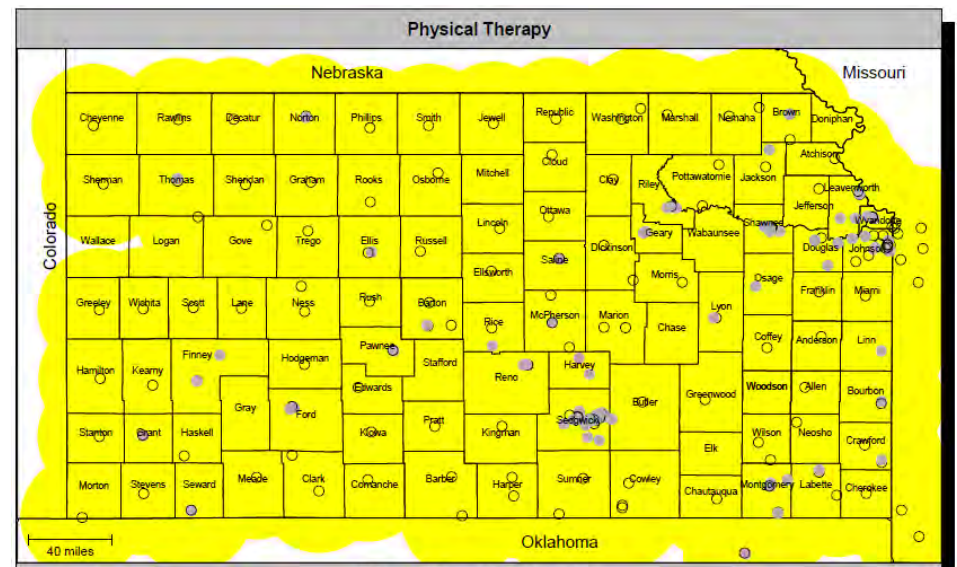 Physical Therapy
Nebraska
Missouri
Colorado
Cheyenne Rawlins Decatur Norton Phillips Smith Jewell Republic Washington Marshall Nemaha Brown Doniphan
Atchison
Sherman Thomas Sheridan Graham Rooks Osborne Mitchell Cloud Clay Riley Pottawatomie Jackson
Jefferson Leavenworth
Wyandotte
Wallace Logan Gove Trego Ellis Russell Lincoln Ottawa Dickinson Geary Wabaunsee Shawnee Douglas Johnson
Ellsworth Saline Morris Osage Franklin Miami
Greeley Wichita Scott Lane Ness Rush Barton Rice McPherson Marion Chase Lyon Coffey Anderson Linn
Hamilton Kearny Finney Hodgeman Pawnee Stafford Reno Harvey
Gray Ford Edwards Butler Greenwood Woodson Allen Bourbon
Stanton Grant Haskell Kiowa Pratt Kingman Sedgwick Elk Wilson Neosho Crawford
Morton Stevens Seward Meade Clark Comanche Barber Harper Sumner Cowley Chautauqua Montgomery Labette Cherokee
40 miles
Oklahoma